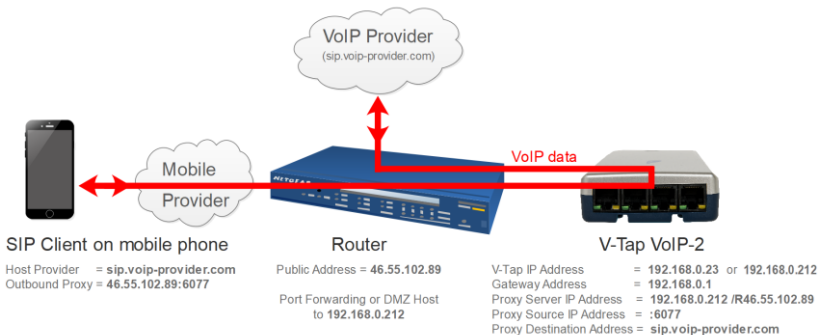 VoIP Provider
(sip.voip-provider.com)
VoIP data
Mobile
Provider
NETGEAR
SIP Client on mobile phone
Host Provider = sip.voip-provider.com
Outbound Proxy = 46.55.102.89:6077
Router
Public Address = 46.55.102.89
Port Forwarding or DMZ Host
to 192.168.0.212
V-Tap VoIP-2
V-Tap IP Address = 192.168.0.23 or 192.168.0.212
Gateway Address = 192.168.0.1
Proxy Server IP Address = 192.168.0.212 /R46.55.102.89
Proxy Source IP Address = :6077
Proxy Destination Address = sip.voip-provider.com